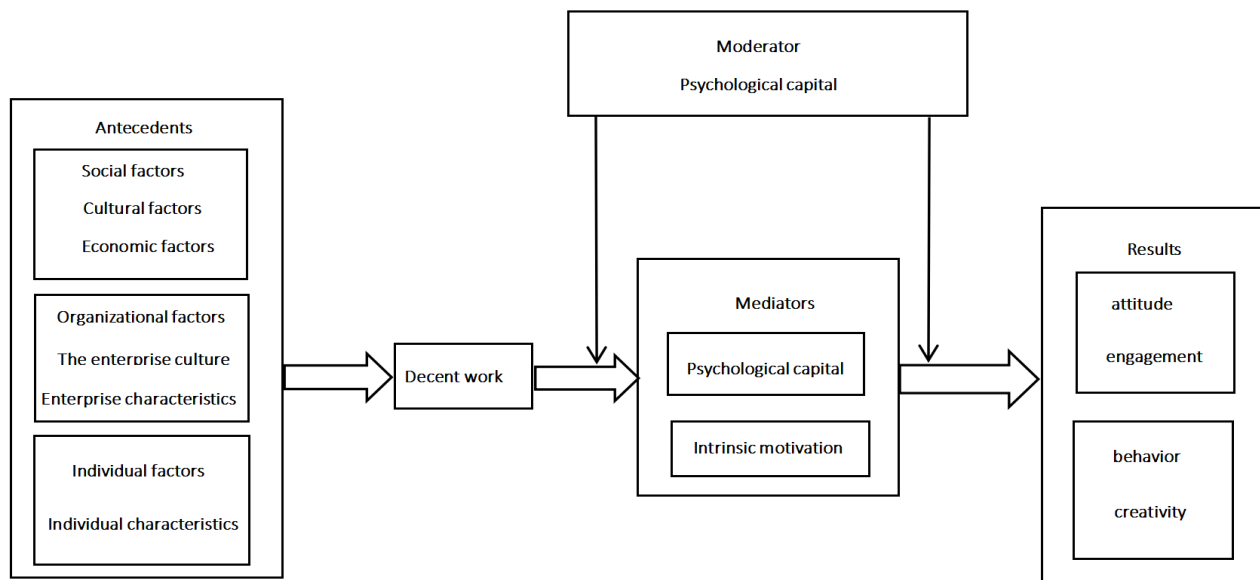 Moderator
Psychological capital
Antecedents
Social factors
Cultural factors
Economic factors
Organizational factors
The enterprise culture
Enterprise characteristics
Individual factors
Individual characteristics
Decent work
Mediators
Psychological capital
Intrinsic motivation
Results
attitude
engagement
behavior
creativity